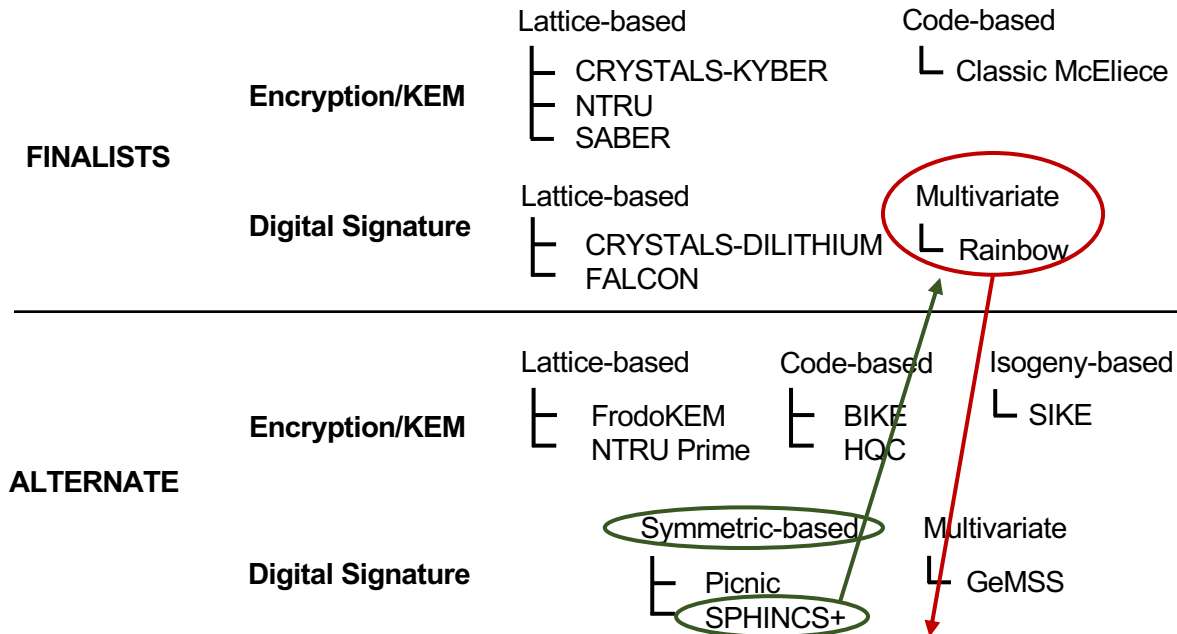 Lattice-based
Code-based
Encryption/KEM
CRYSTALS-KYBER
NTRU
SABER
Classic McEliece
FINALISTS
Digital Signature
Lattice-based
CRYSTALS-DILITHIUM
FALCON
Multivariate
Rainbow
Lattice-based
Code-based
Isogeny-based
Encryption/KEM
FrodoKEM
NTRU Prime
BIKE
HQC
SIKE
ALTERNATE
Symmetric-based
Multivariate
Digital Signature
Picnic
SPHINCS+
GeMSS